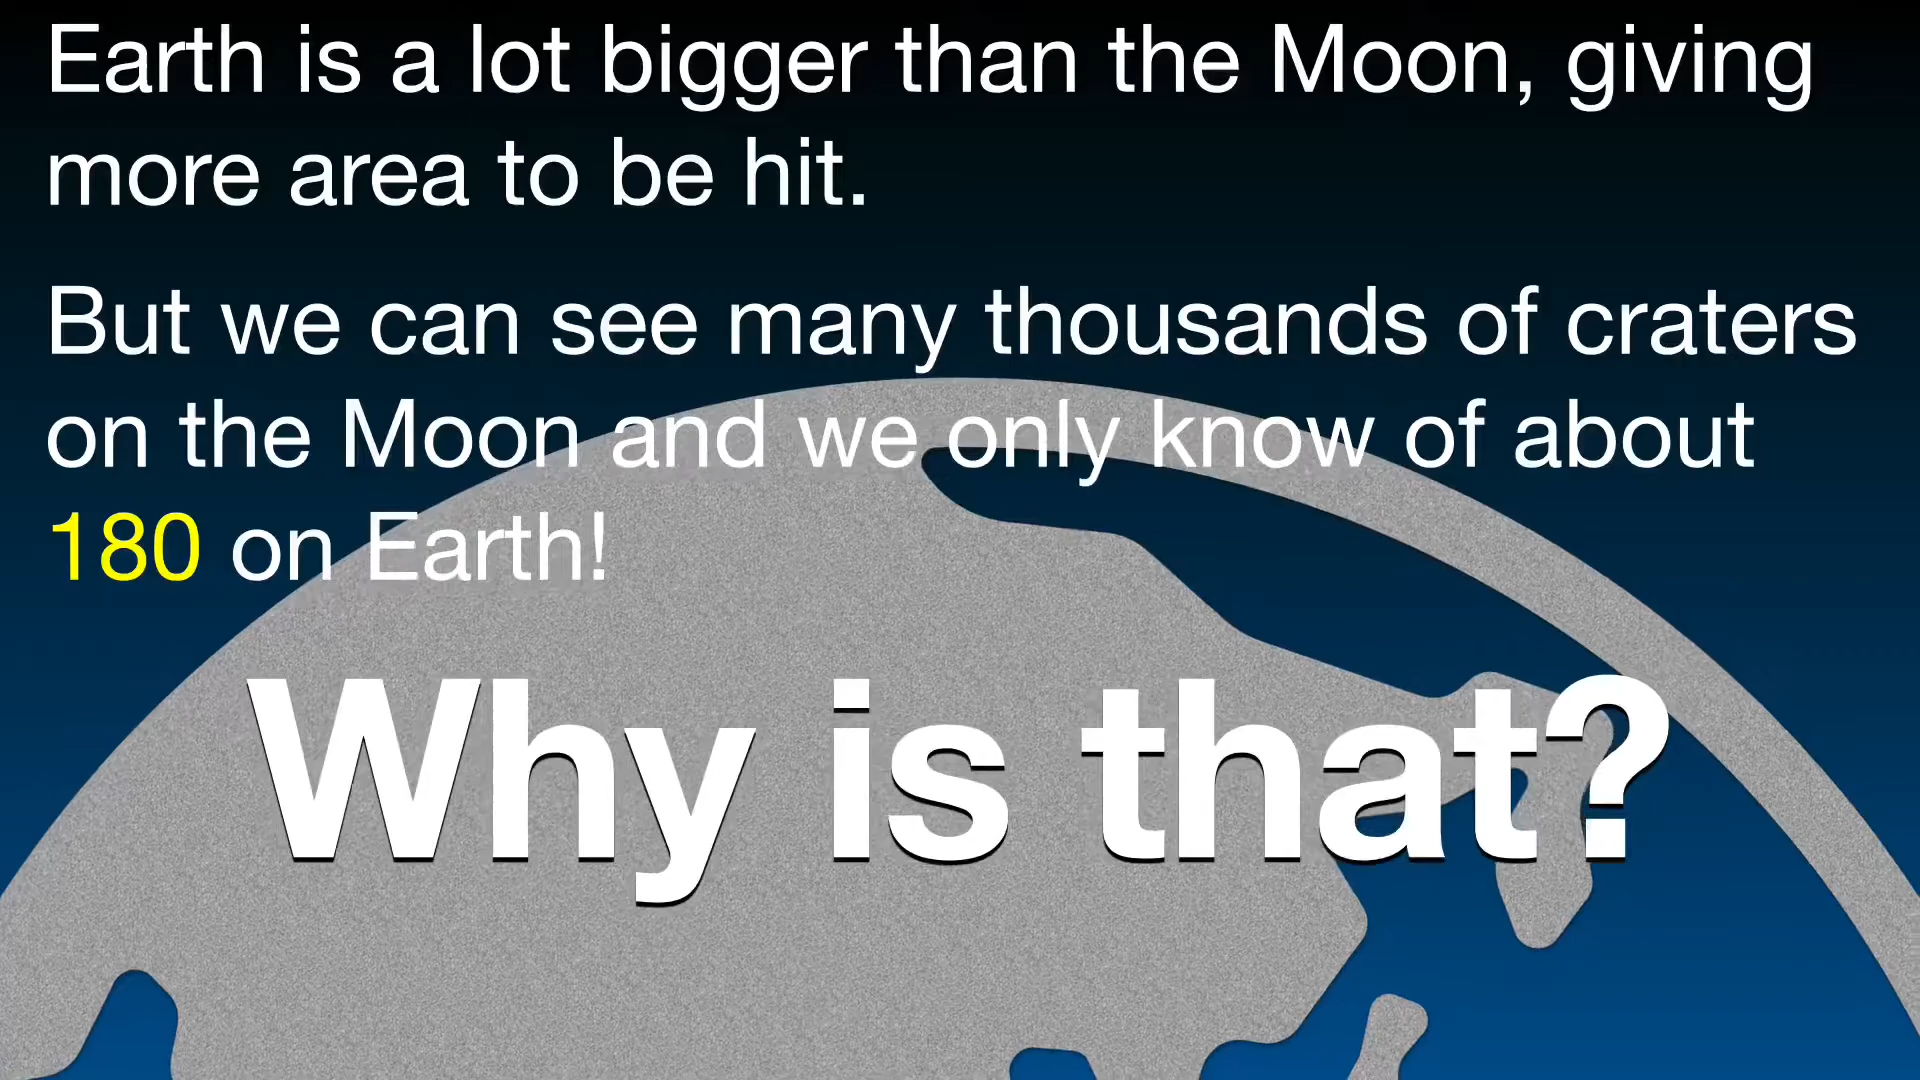 Earth is a lot bigger than the Moon, giving
more area to be hit.
But we can see many thousands of craters
on the Moon and we only know of about
180 on Earth!
Why is that?